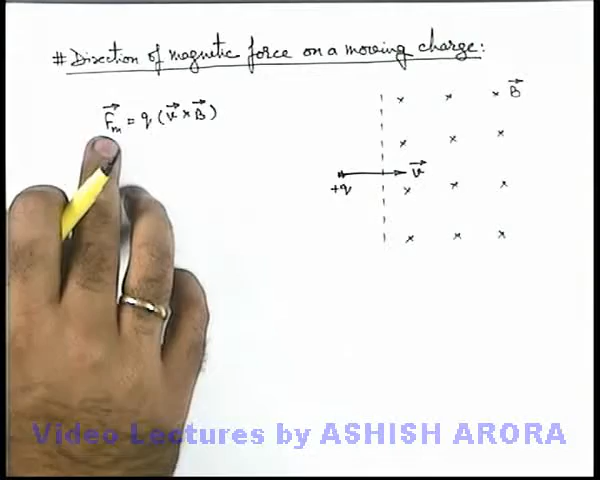 # Direction of magnetic force on a moving charge:
F⃗m = q (v⃗ × B⃗)
× × × B⃗
× × ×
+q v⃗
× × ×
× × ×
Video Lectures by ASHISH ARORA